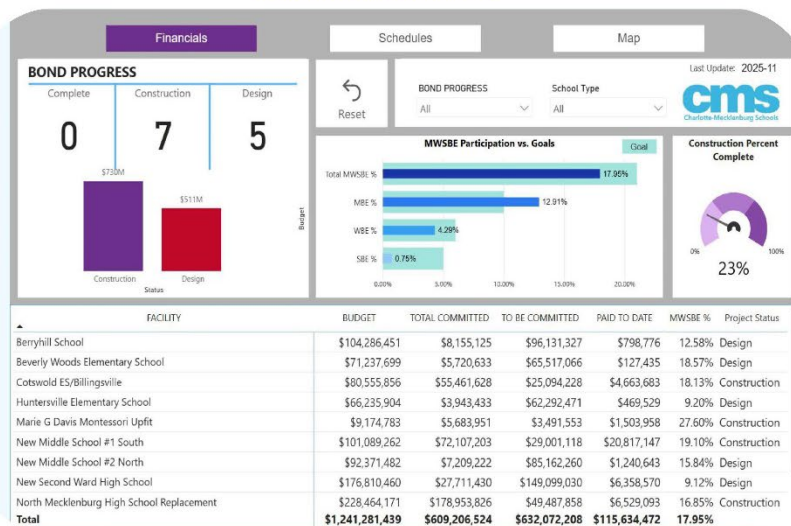 Financials
Schedules
Map
BOND PROGRESS
Complete
Construction
Design
0
7
5
$730M
$511M
Budget
Construction
Design
Status
Reset
BOND PROGRESS
School Type
All
All
Last Update: 2025-11
cms
Charlotte-Mecklenburg Schools
MWSBE Participation vs. Goals
Goal
Total MWSBE %
17.95%
MBE %
12.91%
WBE %
4.29%
SBE %
0.75%
0.00%
5.00%
10.00%
15.00%
20.00%
Construction Percent
Complete
0%
100%
23%
FACILITY BUDGET TOTAL COMMITTED TO BE COMMITTED PAID TO DATE MWSBE % Project Status
Berryhill School $104,286,451 $8,155,125 $96,131,327 $798,776 12.58% Design
Beverly Woods Elementary School $71,237,699 $5,720,633 $65,517,066 $127,435 18.57% Design
Cotswold ES/Billingsville $80,555,856 $55,461,628 $25,094,228 $4,663,683 18.13% Construction
Huntersville Elementary School $66,235,904 $3,943,433 $62,292,471 $469,529 9.20% Design
Marie G Davis Montessori Upfit $9,174,783 $5,683,951 $3,491,553 $1,503,958 27.60% Construction
New Middle School #1 South $101,089,262 $72,107,203 $29,001,118 $20,817,147 19.10% Construction
New Middle School #2 North $92,371,482 $7,209,222 $85,162,260 $1,240,643 15.84% Design
New Second Ward High School $176,810,460 $27,711,430 $149,099,030 $6,358,570 9.12% Design
North Mecklenburg High School Replacement $228,464,171 $178,953,826 $49,487,858 $6,529,093 16.85% Construction
Total $1,241,281,439 $609,206,524 $632,072,208 $115,634,472 17.95%